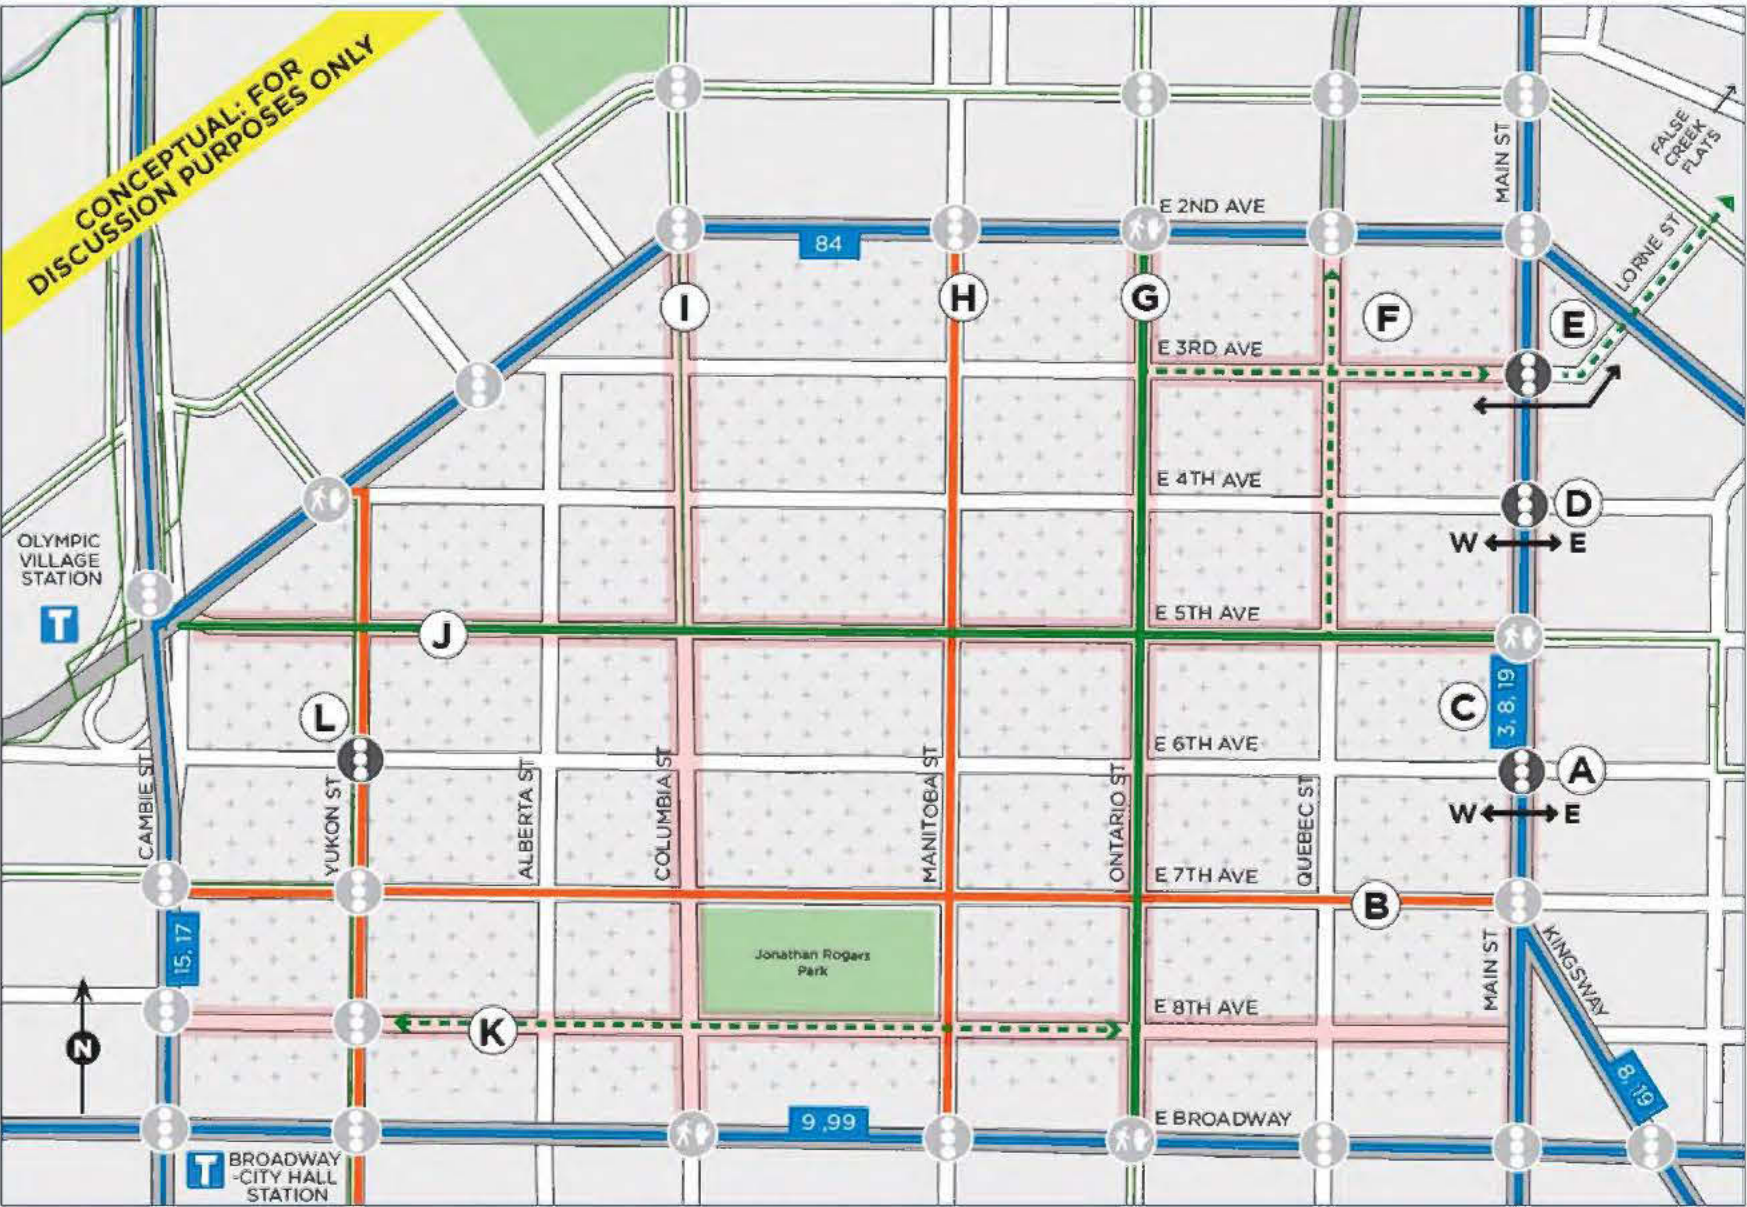 CONCEPTUAL: FOR
DISCUSSION PURPOSES ONLY
MAIN ST
FALSE
CREEK
FLATS
E 2ND AVE
84
LORNE ST
I
H
G
F
E
E 3RD AVE
E 4TH AVE
D
W E
OLYMPIC
VILLAGE
STATION
T
J
E 5TH AVE
3, 8, 19
C
L
E 6TH AVE
A
W E
CAMBIE ST
YUKON ST
ALBERTA ST
COLUMBIA ST
MANITOBA ST
ONTARIO ST
QUEBEC ST
E 7TH AVE
B
15, 17
Jonathan Rogers
Park
MAIN ST
KINGSWAY
E 8TH AVE
K
N
8, 19
9 ,99
E BROADWAY
T
BROADWAY
-CITY HALL
STATION